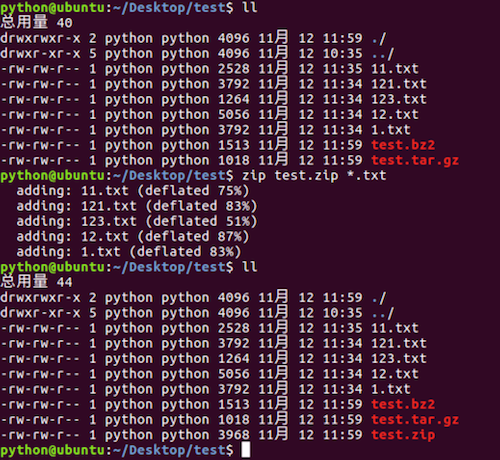 python@ubuntu:~/Desktop/test$ ll
总用量 40
drwxrwxr-x 2 python python 4096 11月 12 11:59 ./
drwxr-xr-x 5 python python 4096 11月 12 10:35 ../
-rw-rw-r-- 1 python python 2528 11月 12 11:35 11.txt
-rw-rw-r-- 1 python python 3792 11月 12 11:34 121.txt
-rw-rw-r-- 1 python python 1264 11月 12 11:34 123.txt
-rw-rw-r-- 1 python python 5056 11月 12 11:34 12.txt
-rw-rw-r-- 1 python python 3792 11月 12 11:34 1.txt
-rw-rw-r-- 1 python python 1513 11月 12 11:59 test.bz2
-rw-rw-r-- 1 python python 1018 11月 12 11:59 test.tar.gz
python@ubuntu:~/Desktop/test$ zip test.zip *.txt
  adding: 11.txt (deflated 75%)
  adding: 121.txt (deflated 83%)
  adding: 123.txt (deflated 51%)
  adding: 12.txt (deflated 87%)
  adding: 1.txt (deflated 83%)
python@ubuntu:~/Desktop/test$ ll
总用量 44
drwxrwxr-x 2 python python 4096 11月 12 11:59 ./
drwxr-xr-x 5 python python 4096 11月 12 10:35 ../
-rw-rw-r-- 1 python python 2528 11月 12 11:35 11.txt
-rw-rw-r-- 1 python python 3792 11月 12 11:34 121.txt
-rw-rw-r-- 1 python python 1264 11月 12 11:34 123.txt
-rw-rw-r-- 1 python python 5056 11月 12 11:34 12.txt
-rw-rw-r-- 1 python python 3792 11月 12 11:34 1.txt
-rw-rw-r-- 1 python python 1513 11月 12 11:59 test.bz2
-rw-rw-r-- 1 python python 1018 11月 12 11:59 test.tar.gz
-rw-rw-r-- 1 python python 3968 11月 12 11:59 test.zip
python@ubuntu:~/Desktop/test$